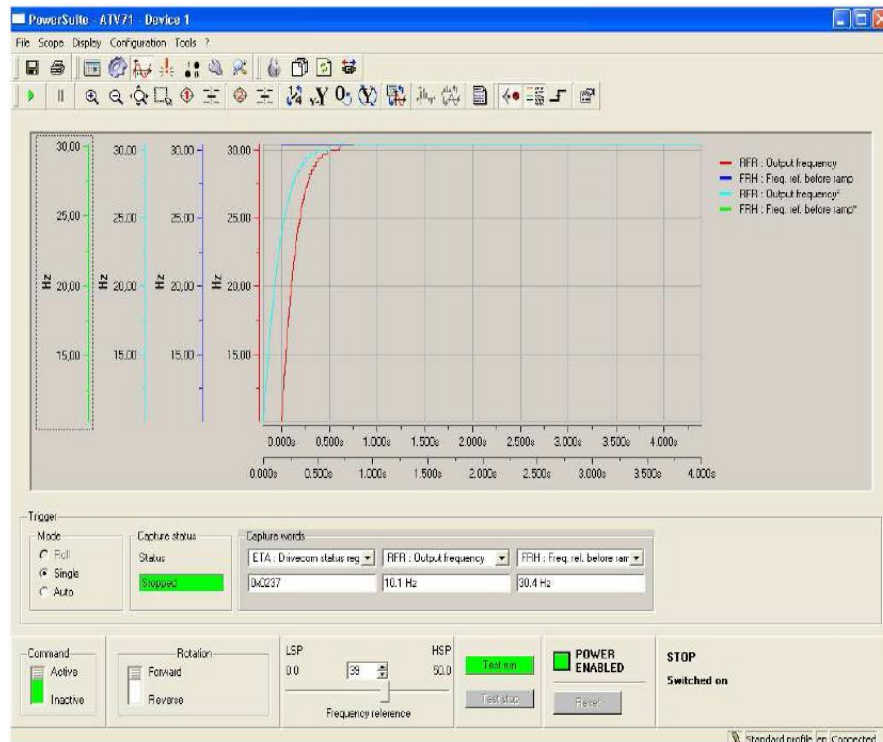 PowerSuite - ATV71 - Device 1
File Scope Display Configuration Tools ?
30.00 30.00 30.00 30.00
25,00 25.00 25.00 25.00
Hz 20,00 Hz 20.00 Hz 20.00 Hz 20.00
15,00 15.00 15.00 15.00
RFR : Output frequency
FRH : Freq. ref. before ramp
RFR : Output frequency*
FRH : Freq. ref. before ramp*
0.000s 0.500s 1.000s 1.500s 2.000s 2.500s 3.000s 3.500s 4.000s
0.000s 0.500s 1.000s 1.500s 2.000s 2.500s 3.000s 3.500s 4.000s
Trigger
Mode
Roll
Single
Auto
Capture status
Status
Stopped
Capture words
ETA : Drivecom status reg
RFR : Output frequency
FRH : Freq. ref. before ram
0x0237
10.1 Hz
30.4 Hz
Command
Active
Inactive
Rotation
Forward
Reverse
LSP HSP
0.0 39 50.0
Frequency reference
Test run
Test stop
POWER
ENABLED
Reset
STOP
Switched on
Standard profile en Connected